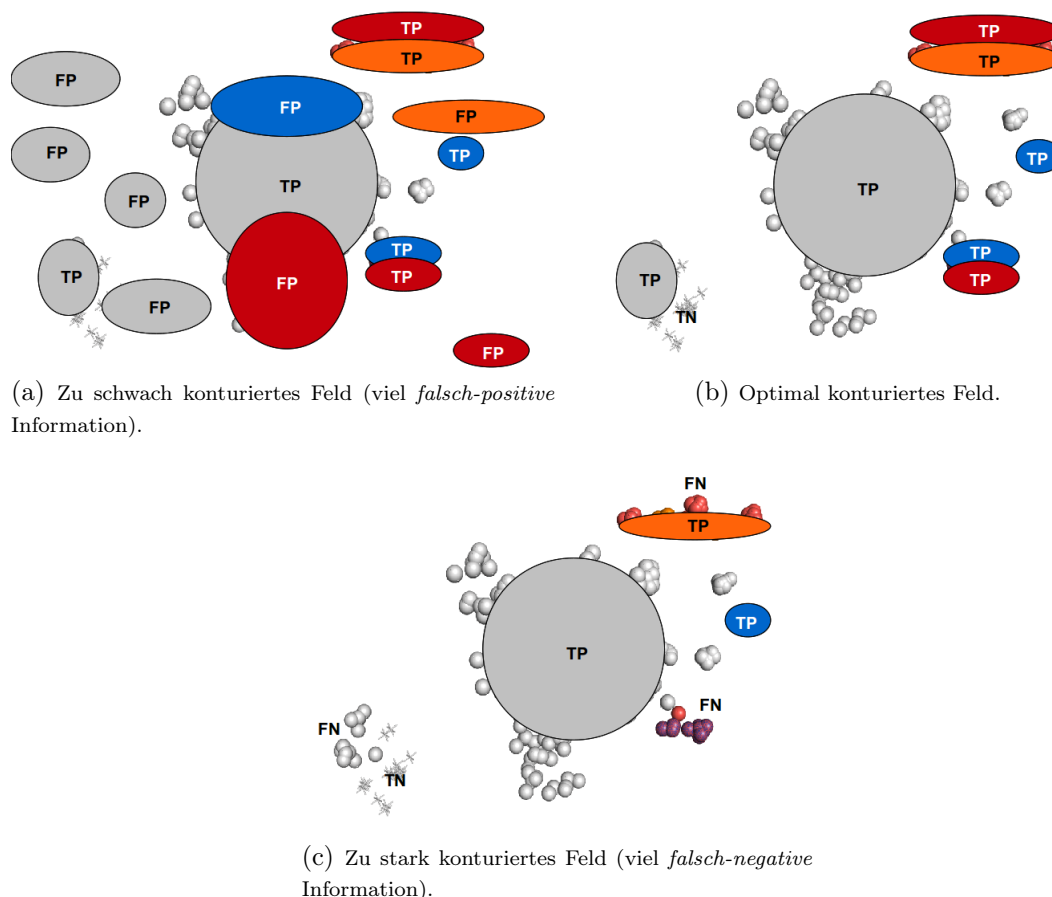 TP
TP
FP
FP
FP
TP
FP
TP
FP
TP
TP
TP
FP
FP
FP
TP
TP
TP
TP
TP
TP
TP
TN
(a) Zu schwach konturiertes Feld (viel falsch-positive
Information).
(b) Optimal konturiertes Feld.
FN
TP
TP
TP
FN
FN
TN
(c) Zu stark konturiertes Feld (viel falsch-negative
Information).